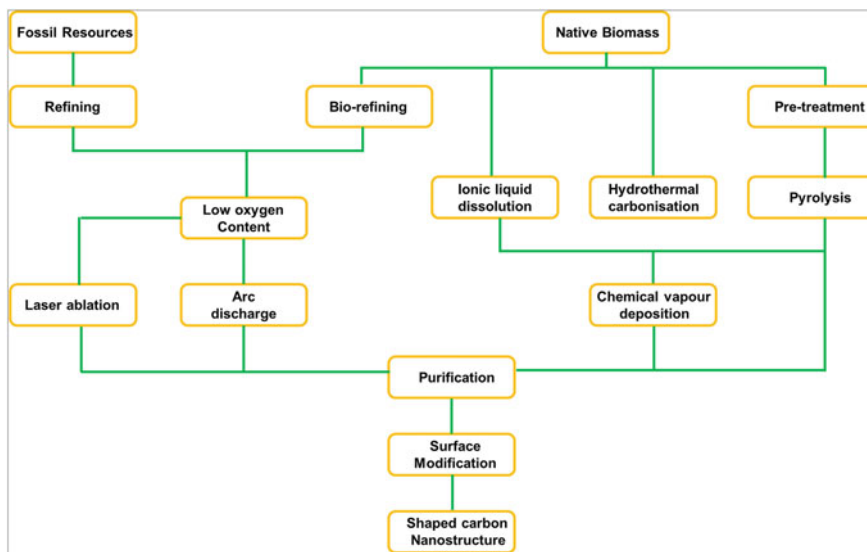 Fossil Resources
Native Biomass
Refining
Bio-refining
Pre-treatment
Ionic liquid
dissolution
Hydrothermal
carbonisation
Pyrolysis
Low oxygen
Content
Laser ablation
Arc
discharge
Chemical vapour
deposition
Purification
Surface
Modification
Shaped carbon
Nanostructure